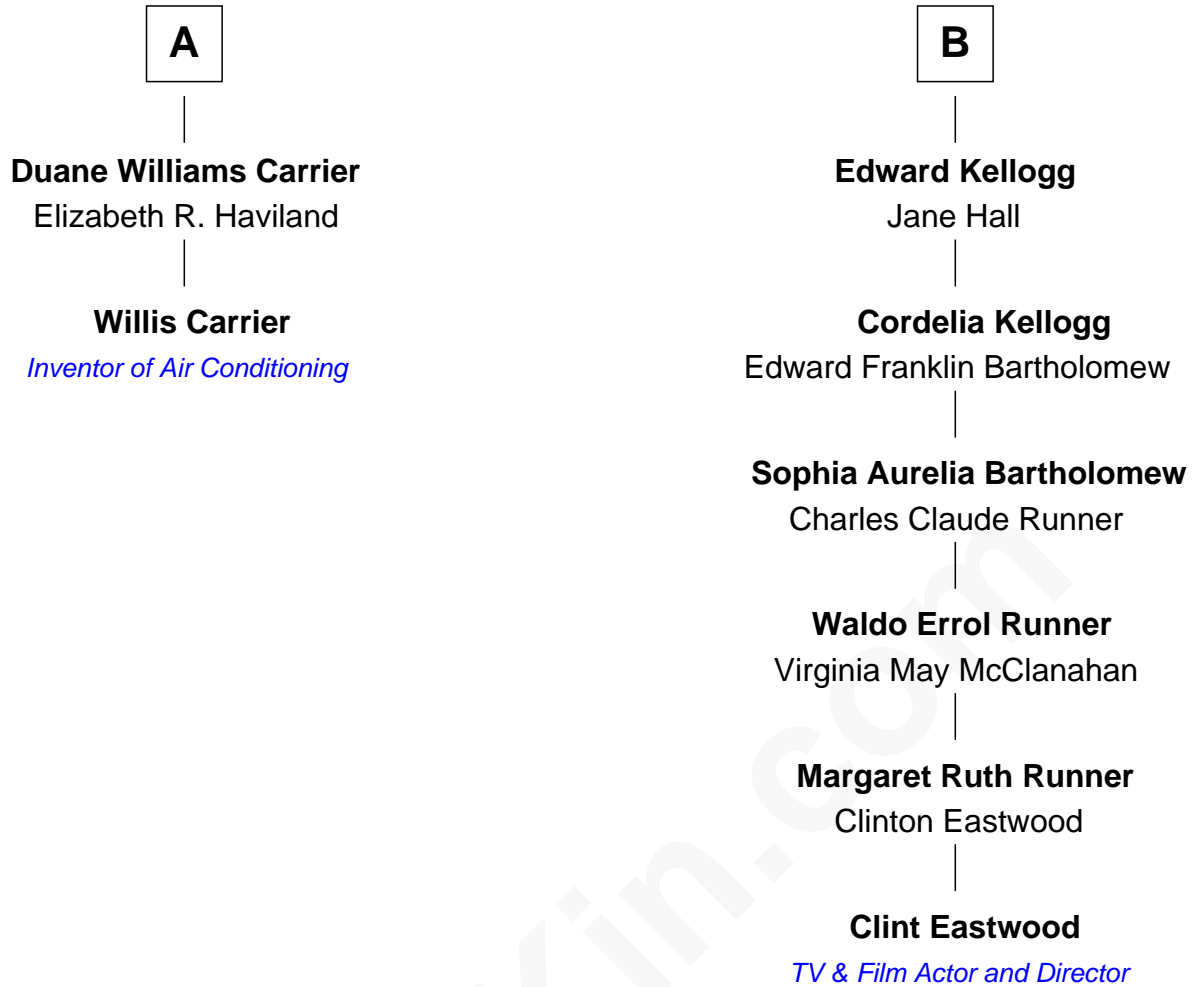 A
Duane Williams Carrier
Elizabeth R. Haviland
Willis Carrier
Inventor of Air Conditioning
B
Edward Kellogg
Jane Hall
Cordelia Kellogg
Edward Franklin Bartholomew
Sophia Aurelia Bartholomew
Charles Claude Runner
Waldo Errol Runner
Virginia May McClanahan
Margaret Ruth Runner
Clinton Eastwood
Clint Eastwood
TV & Film Actor and Director
Kin.com